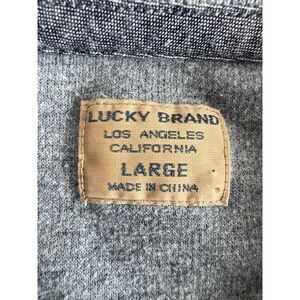 LUCKY BRAND
LOS ANGELES
CALIFORNIA
LARGE
MADE IN CHINA